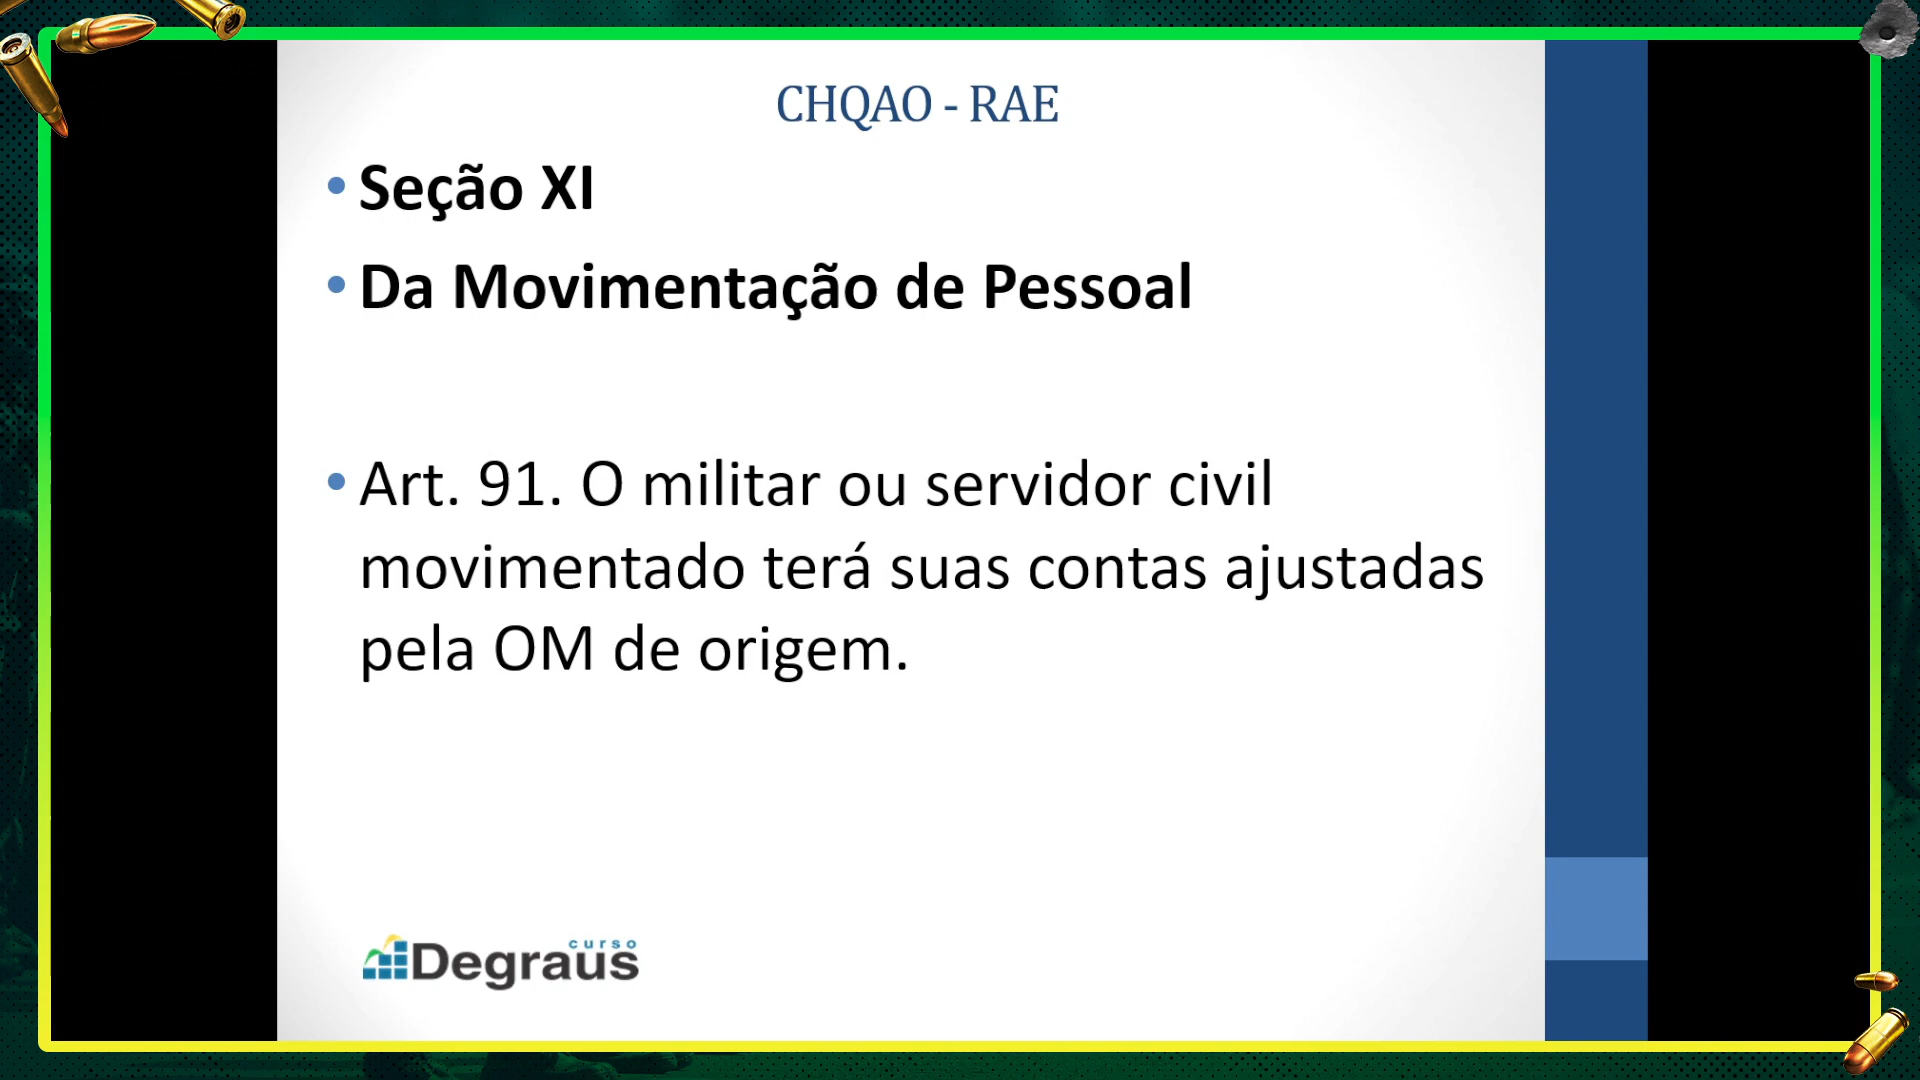 CHQAO - RAE
• Seção XI
• Da Movimentação de Pessoal
• Art. 91. O militar ou servidor civil
movimentado terá suas contas ajustadas
pela OM de origem.
curso
Degraus